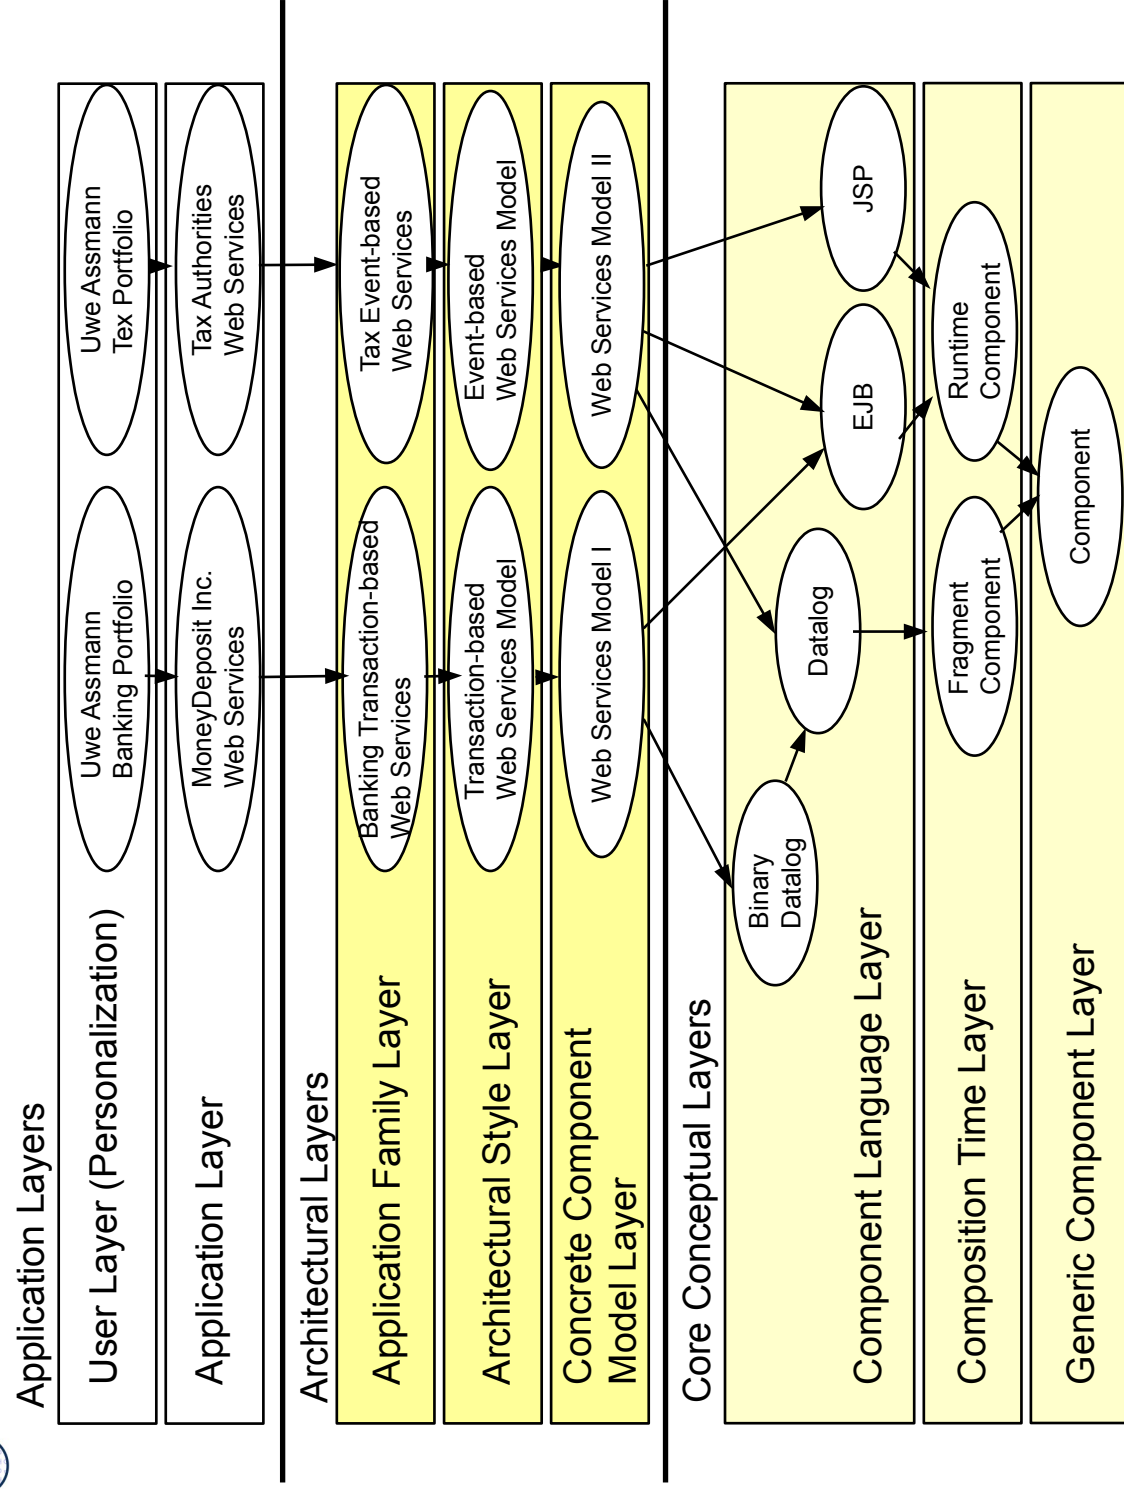 Application Layers
User Layer (Personalization)
Uwe Assmann
Banking Portfolio
Uwe Assmann
Tex Portfolio
Application Layer
MoneyDeposit Inc.
Web Services
Tax Authorities
Web Services
Architectural Layers
Application Family Layer
Banking Transaction-based
Web Services
Tax Event-based
Web Services
Architectural Style Layer
Transaction-based
Web Services Model
Event-based
Web Services Model
Concrete Component
Model Layer
Web Services Model I
Web Services Model II
Core Conceptual Layers
Component Language Layer
Binary
Datalog
Datalog
EJB
JSP
Composition Time Layer
Fragment
Component
Runtime
Component
Generic Component Layer
Component